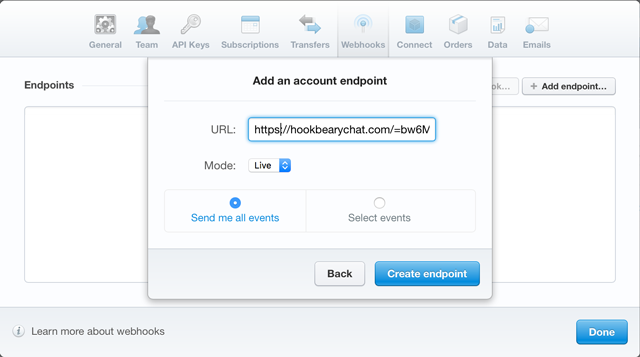 General Team API Keys Subscriptions Transfers Webhooks Connect Orders Data Emails
Add an account endpoint
Endpoints
ok...
+ Add endpoint...
URL: https://hookbearychat.com/=bw6M
Mode: Live
Send me all events Select events
Back Create endpoint
Learn more about webhooks
Done